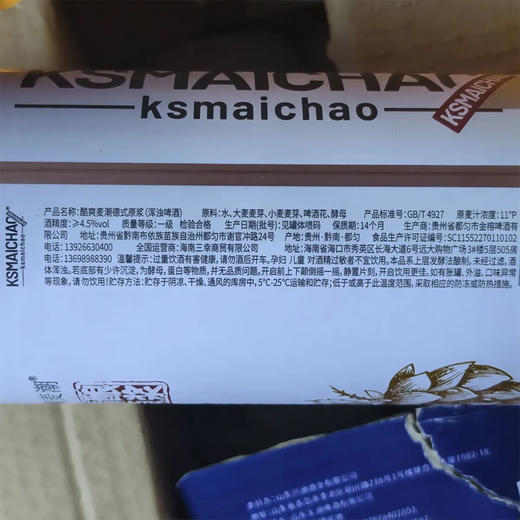 KSMAICHAO
KSMAICHAO
ksmaichao
产品名称:酷爽麦潮德式原浆(浑浊啤酒) 原料:水、大麦麦芽、小麦麦芽、啤酒花、酵母 产品标准号:GB/T 4927 原麦汁浓度:11°P
酒精度:≥4.5%vol 质量等级:一级 检验合格 生产日期(批号):见罐体喷码 保质期:14个月 生产商:贵州省都匀市金樽啤酒有
限公司 地址:贵州省黔南布依族苗族自治州都匀市谢官冲路24号 产地:贵州·黔南·都匀 食品生产许可证编号:SC11552270110102
电话:13926630400 全国运营商:海南三幸商贸有限公司 地址:海南省海口市秀英区长海大道6号远大购物广场3#楼5层505房
电话:13698988390 温馨提示:过量饮酒有害健康,请勿酒后开车。孕妇 儿童 对酒精过敏者不宜饮用。本品系上层发酵法酿制,未经过滤,酒
体浑浊。若底部有少许沉淀,为酵母,蛋白等物质,并无品质问题。开启前上下颠倒摇一摇,静置片刻,开启饮用更佳。如有胀罐、外溢、口味异常
等现象,请勿饮用!贮存方法:贮存于阴凉、干燥、通风的库房中,5°C-25°C运输和贮存;低于或高于此温度范围,采取相应的防冻或防热措施。
KSMAICHAO